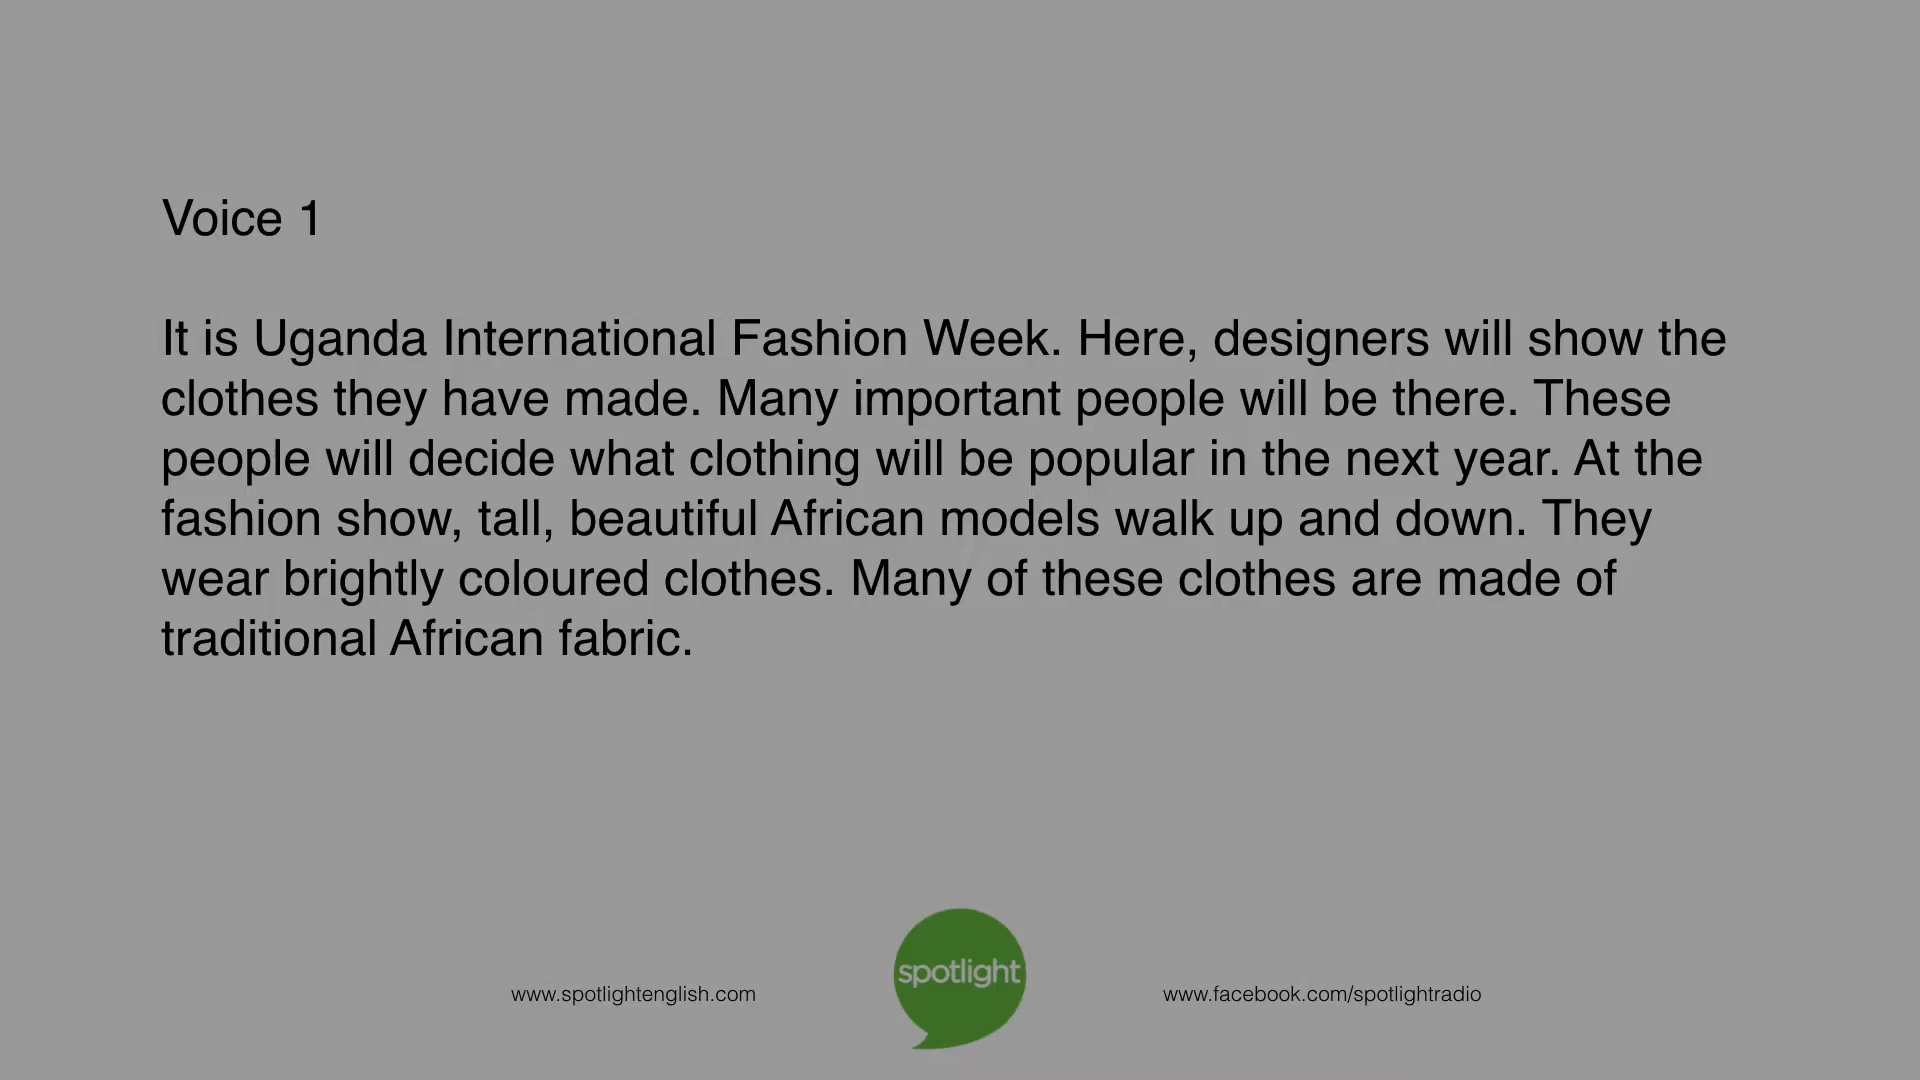 Voice 1
It is Uganda International Fashion Week. Here, designers will show the
clothes they have made. Many important people will be there. These
people will decide what clothing will be popular in the next year. At the
fashion show, tall, beautiful African models walk up and down. They
wear brightly coloured clothes. Many of these clothes are made of
traditional African fabric.
spotlight
www.spotlightenglish.com
www.facebook.com/spotlightradio